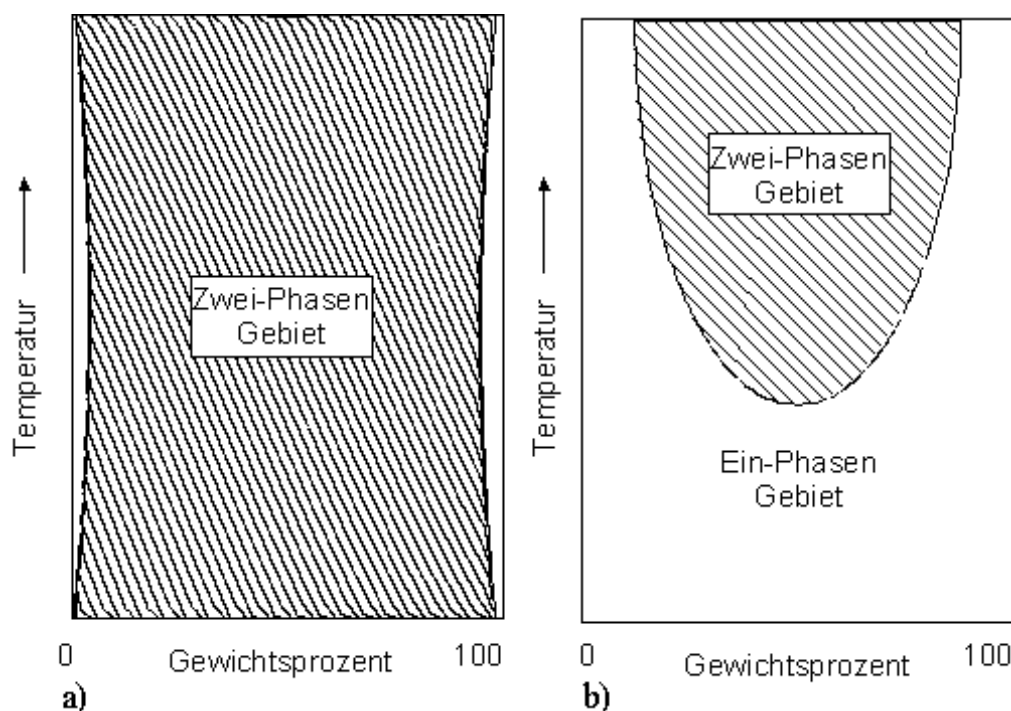 Temperatur
Zwei-Phasen
Gebiet
0
Gewichtsprozent
100
a)
Temperatur
Zwei-Phasen
Gebiet
Ein-Phasen
Gebiet
0
Gewichtsprozent
100
b)